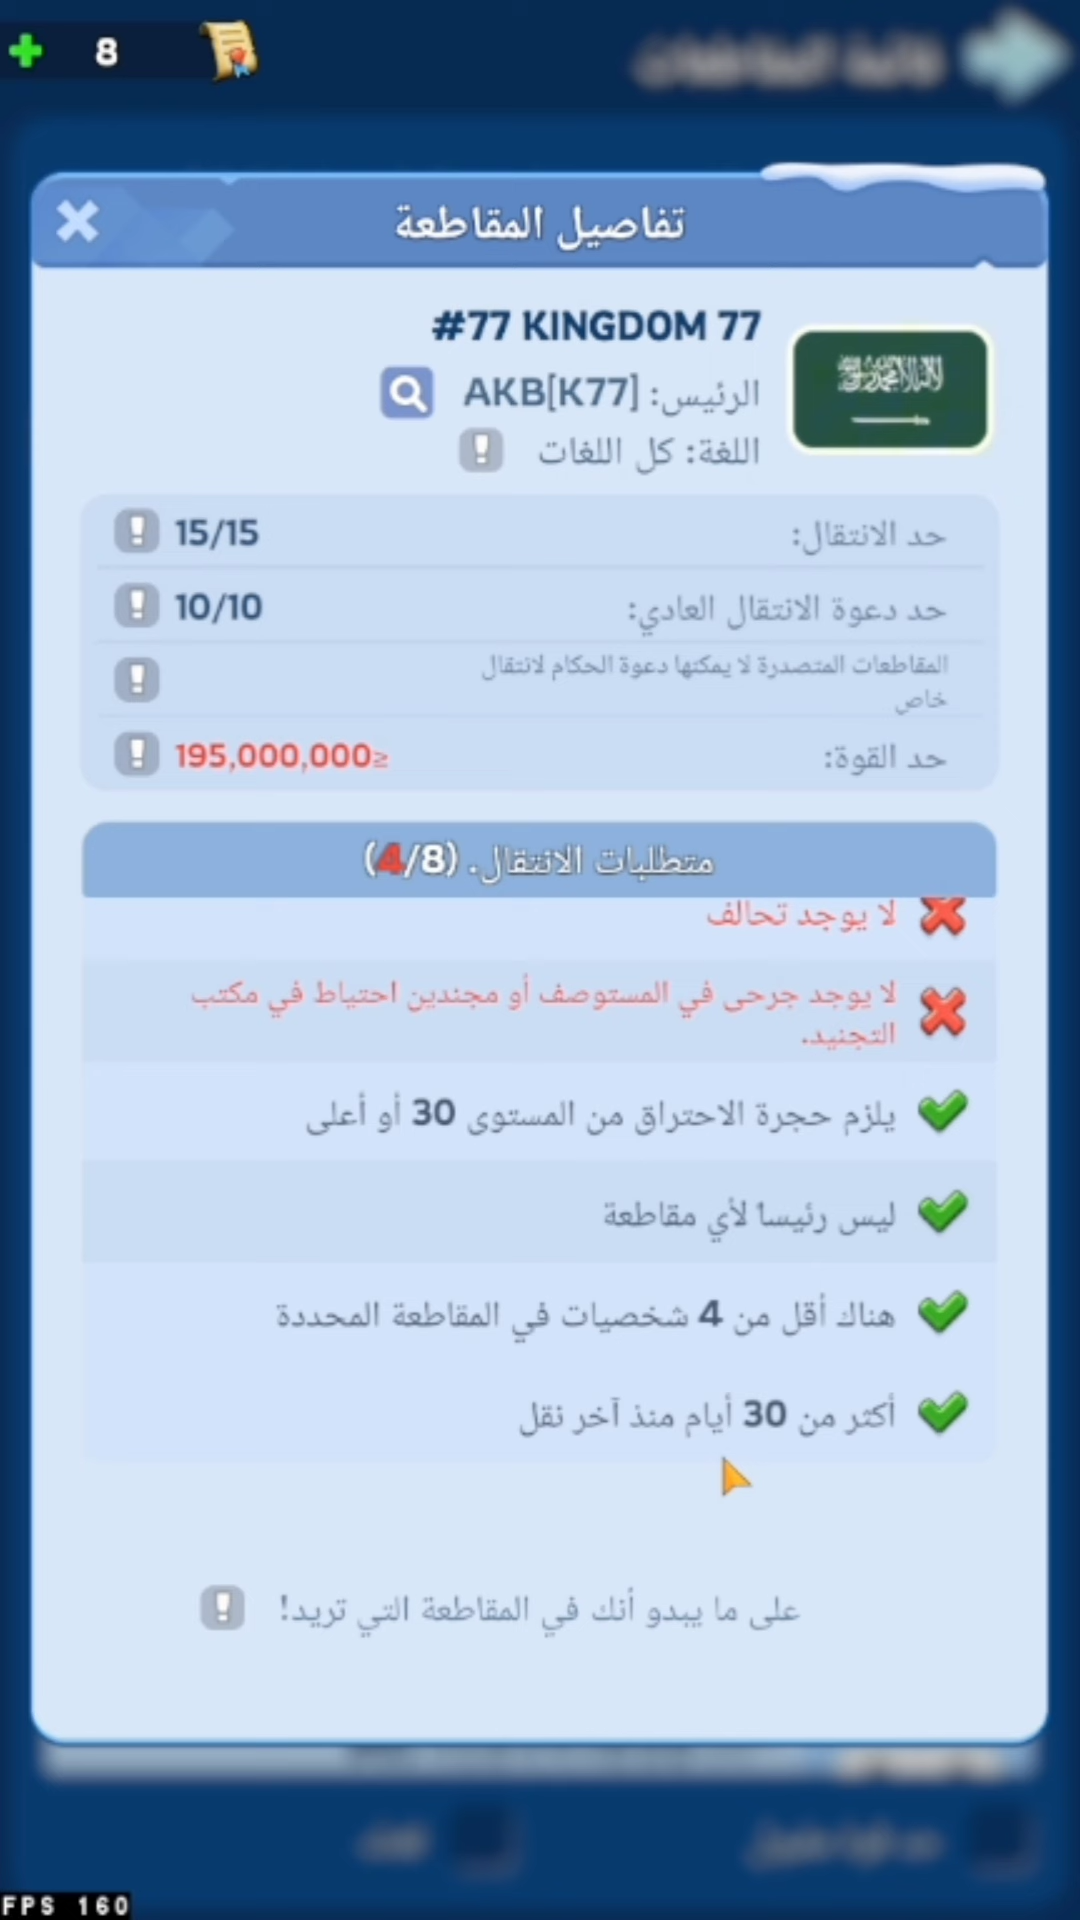 8
تفاصيل المقاطعة
#77 KINGDOM 77
الرئيس: [K77]AKB
اللغة: كل اللغات
حد الانتقال: 15/15
حد دعوة الانتقال العادي: 10/10
المقاطعات المتصدرة لا يمكنها دعوة الحكام لانتقال
خاص
حد القوة: ≤195,000,000
متطلبات الانتقال. (4/8)
لا يوجد تحالف
لا يوجد جرحى في المستوصف أو مجندين احتياط في مكتب
التجنيد.
يلزم حجرة الاحتراق من المستوى 30 أو أعلى
ليس رئيساً لأي مقاطعة
هناك أقل من 4 شخصيات في المقاطعة المحددة
أكثر من 30 أيام منذ آخر نقل
على ما يبدو أنك في المقاطعة التي تريد!
FPS 160